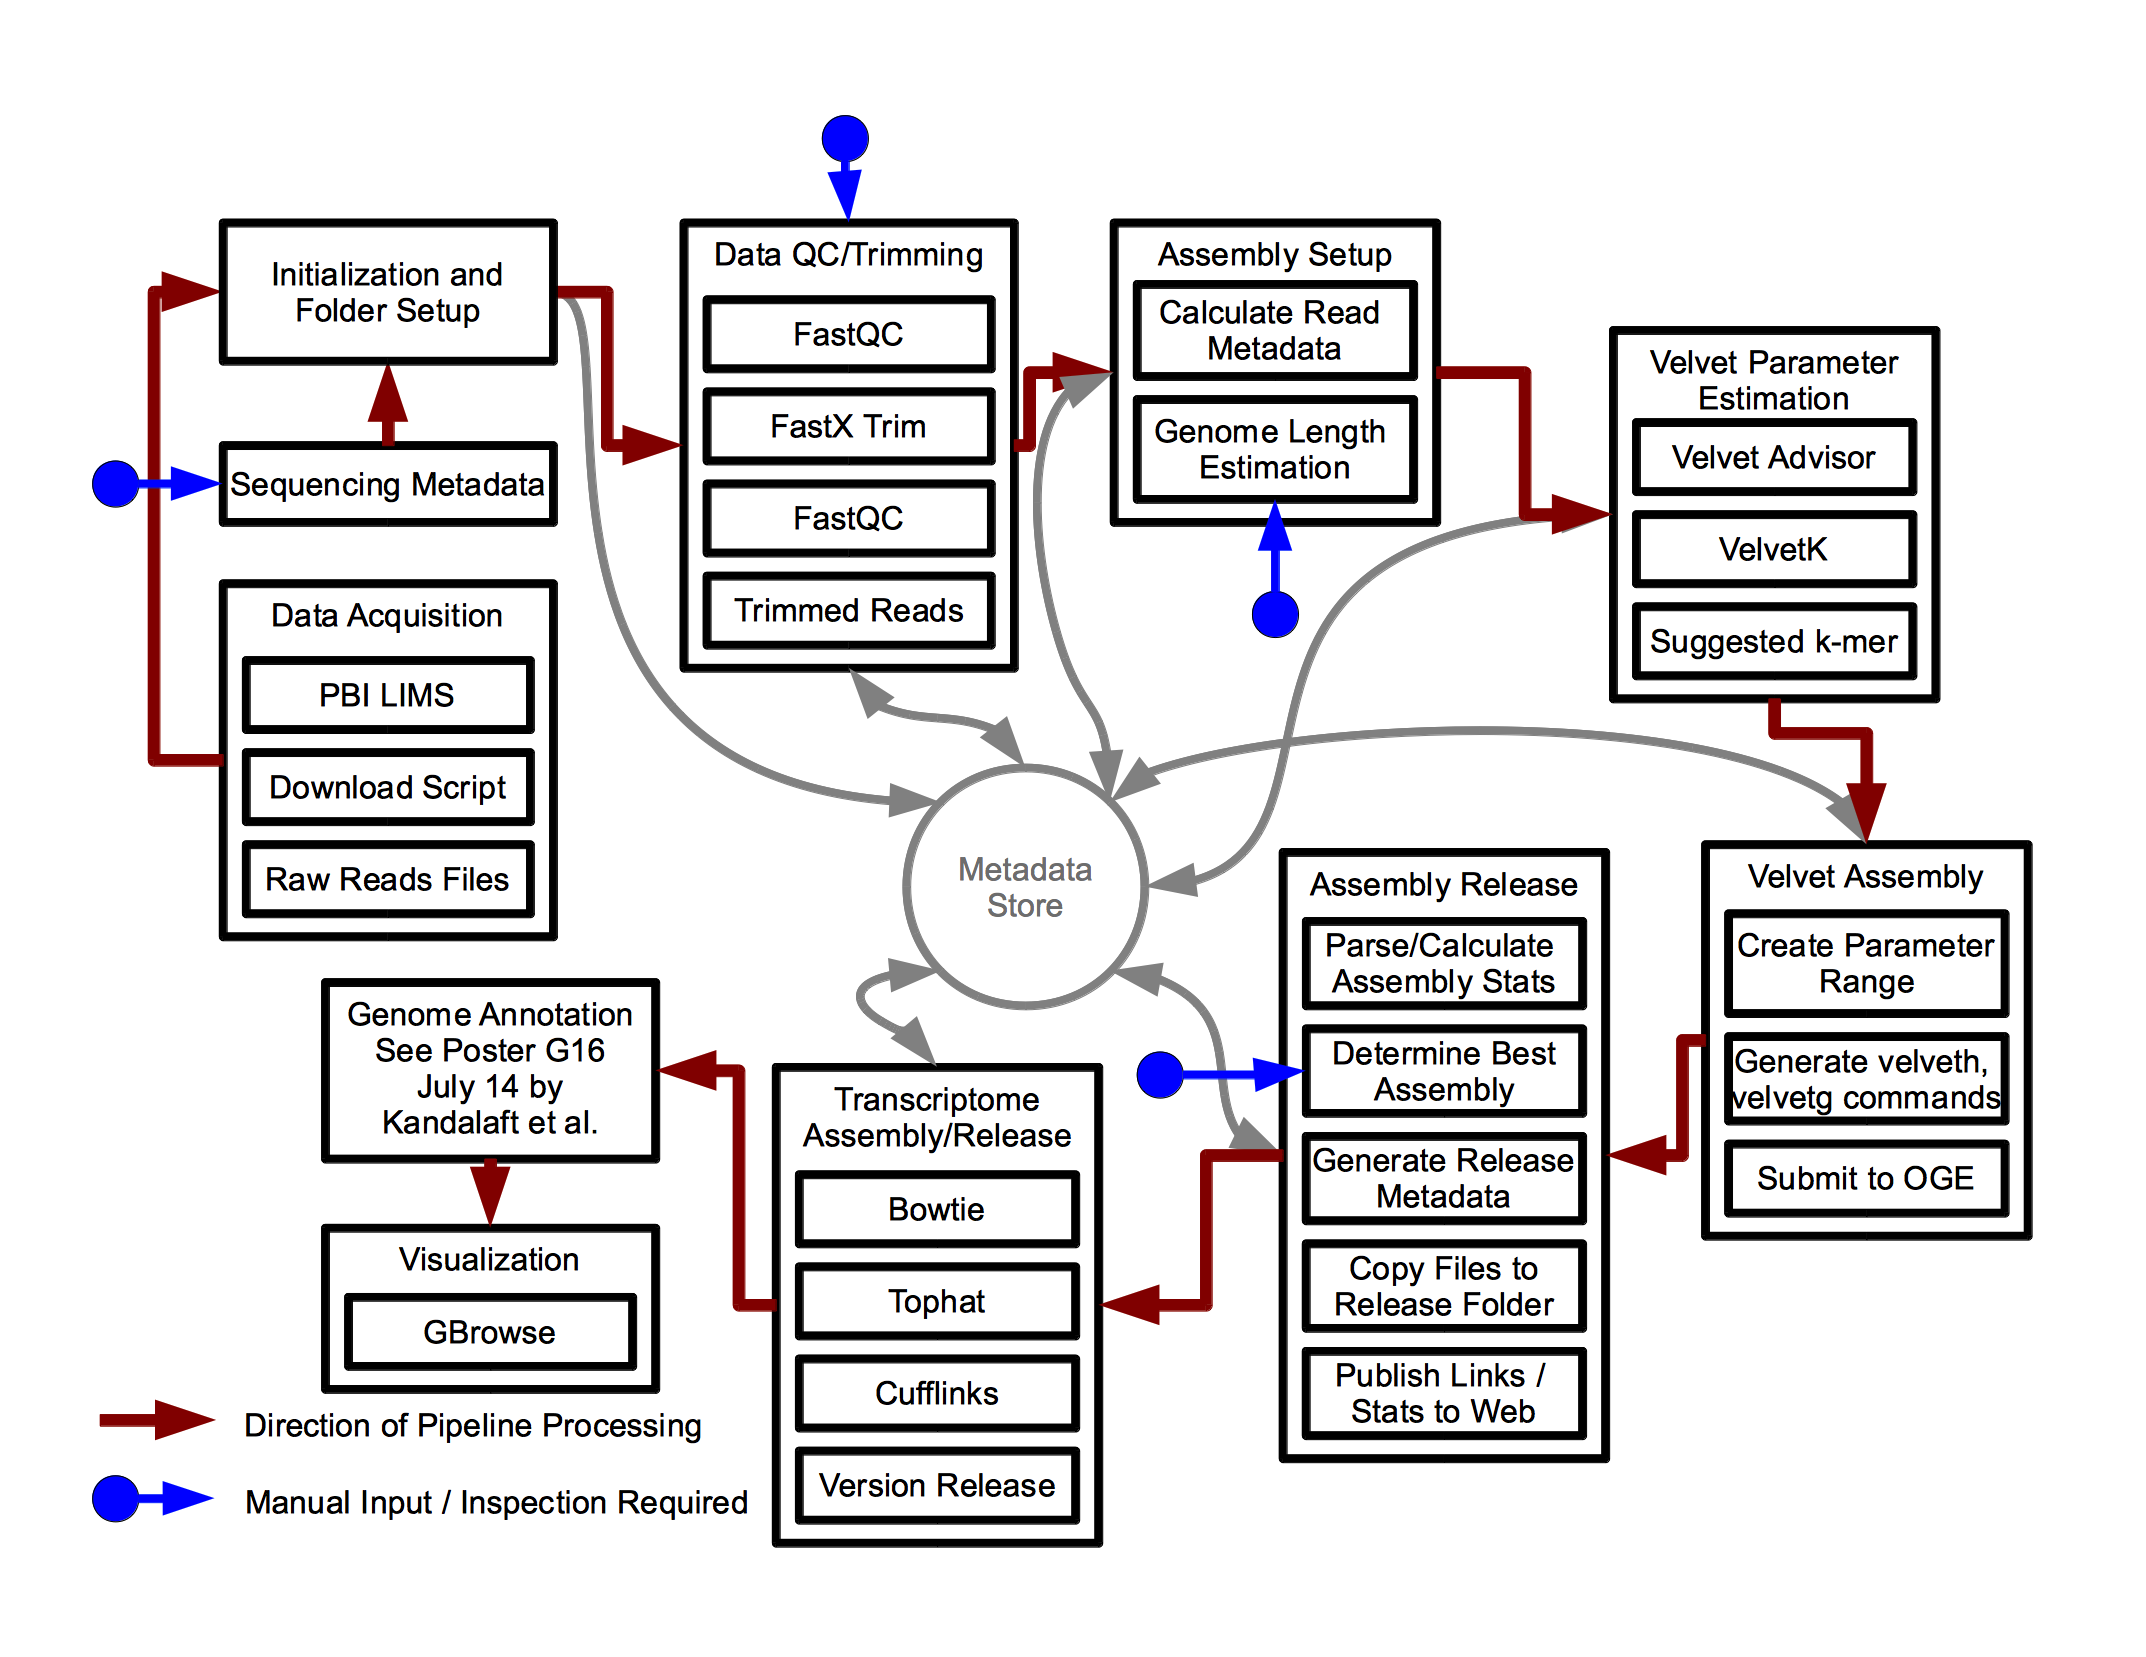 Initialization and
Folder Setup
Sequencing Metadata
Data Acquisition
PBI LIMS
Download Script
Raw Reads Files
Data QC/Trimming
FastQC
FastX Trim
FastQC
Trimmed Reads
Assembly Setup
Calculate Read
Metadata
Genome Length
Estimation
Velvet Parameter
Estimation
Velvet Advisor
VelvetK
Suggested k-mer
Metadata
Store
Velvet Assembly
Create Parameter
Range
Generate velveth,
velvetg commands
Submit to OGE
Assembly Release
Parse/Calculate
Assembly Stats
Determine Best
Assembly
Generate Release
Metadata
Copy Files to
Release Folder
Publish Links /
Stats to Web
Transcriptome
Assembly/Release
Bowtie
Tophat
Cufflinks
Version Release
Genome Annotation
See Poster G16
July 14 by
Kandalaft et al.
Visualization
GBrowse
Direction of Pipeline Processing
Manual Input / Inspection Required